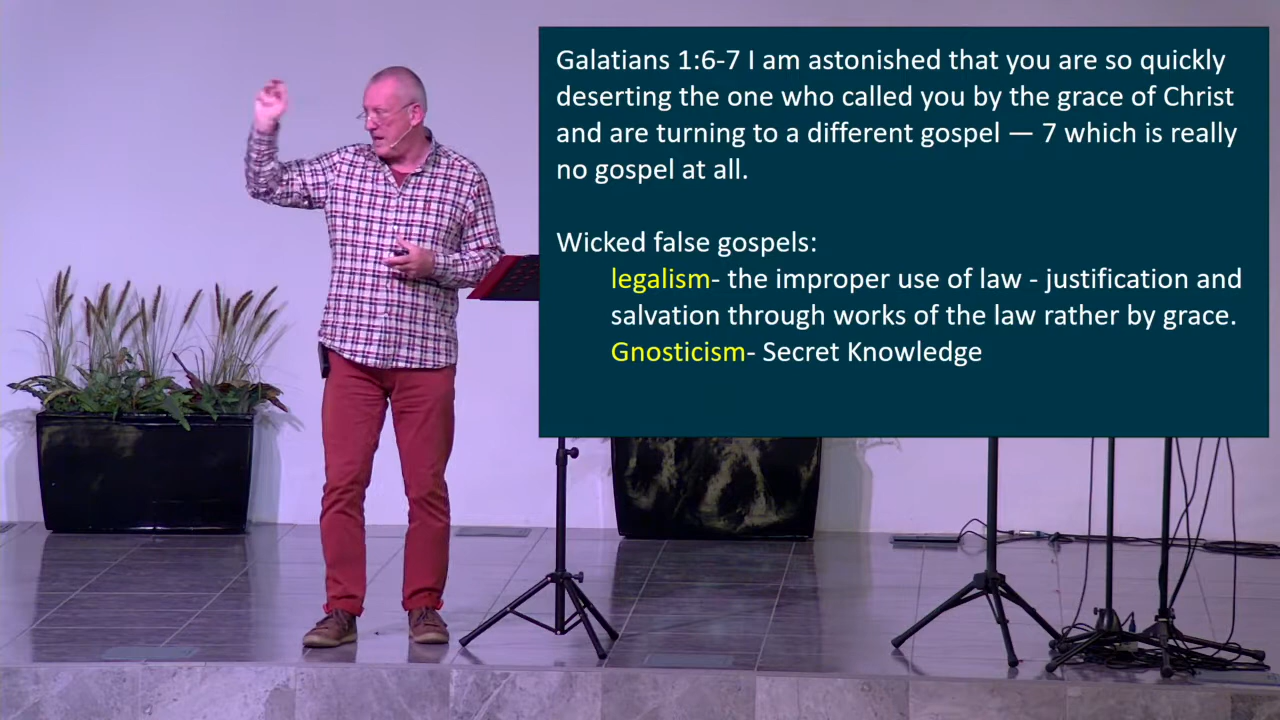 Galatians 1:6-7 I am astonished that you are so quickly
deserting the one who called you by the grace of Christ
and are turning to a different gospel — 7 which is really
no gospel at all.
Wicked false gospels:
legalism- the improper use of law - justification and
salvation through works of the law rather by grace.
Gnosticism- Secret Knowledge